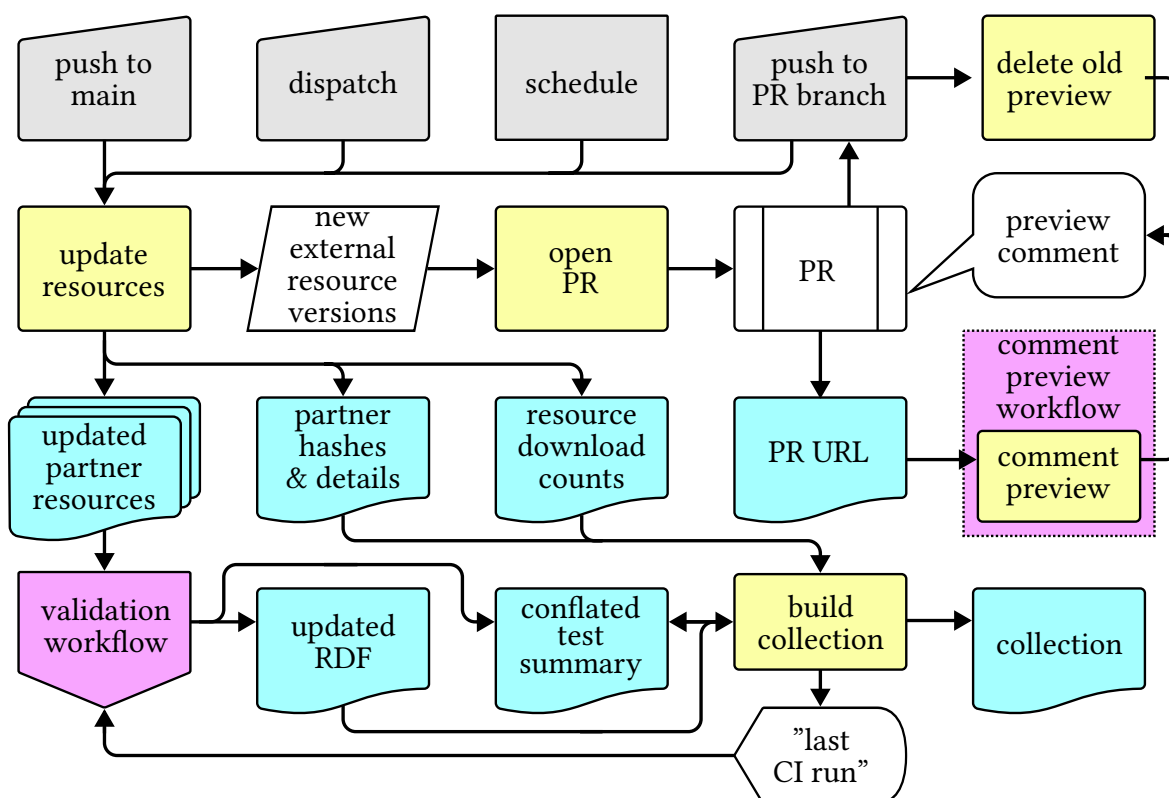 push to
main
dispatch
schedule
push to
PR branch
delete old
preview
update
resources
new
external
resource
versions
open
PR
PR
preview
comment
updated
partner
resources
partner
hashes
& details
resource
download
counts
PR URL
comment
preview
workflow
comment
preview
validation
workflow
updated
RDF
conflated
test
summary
build
collection
collection
”last
CI run”